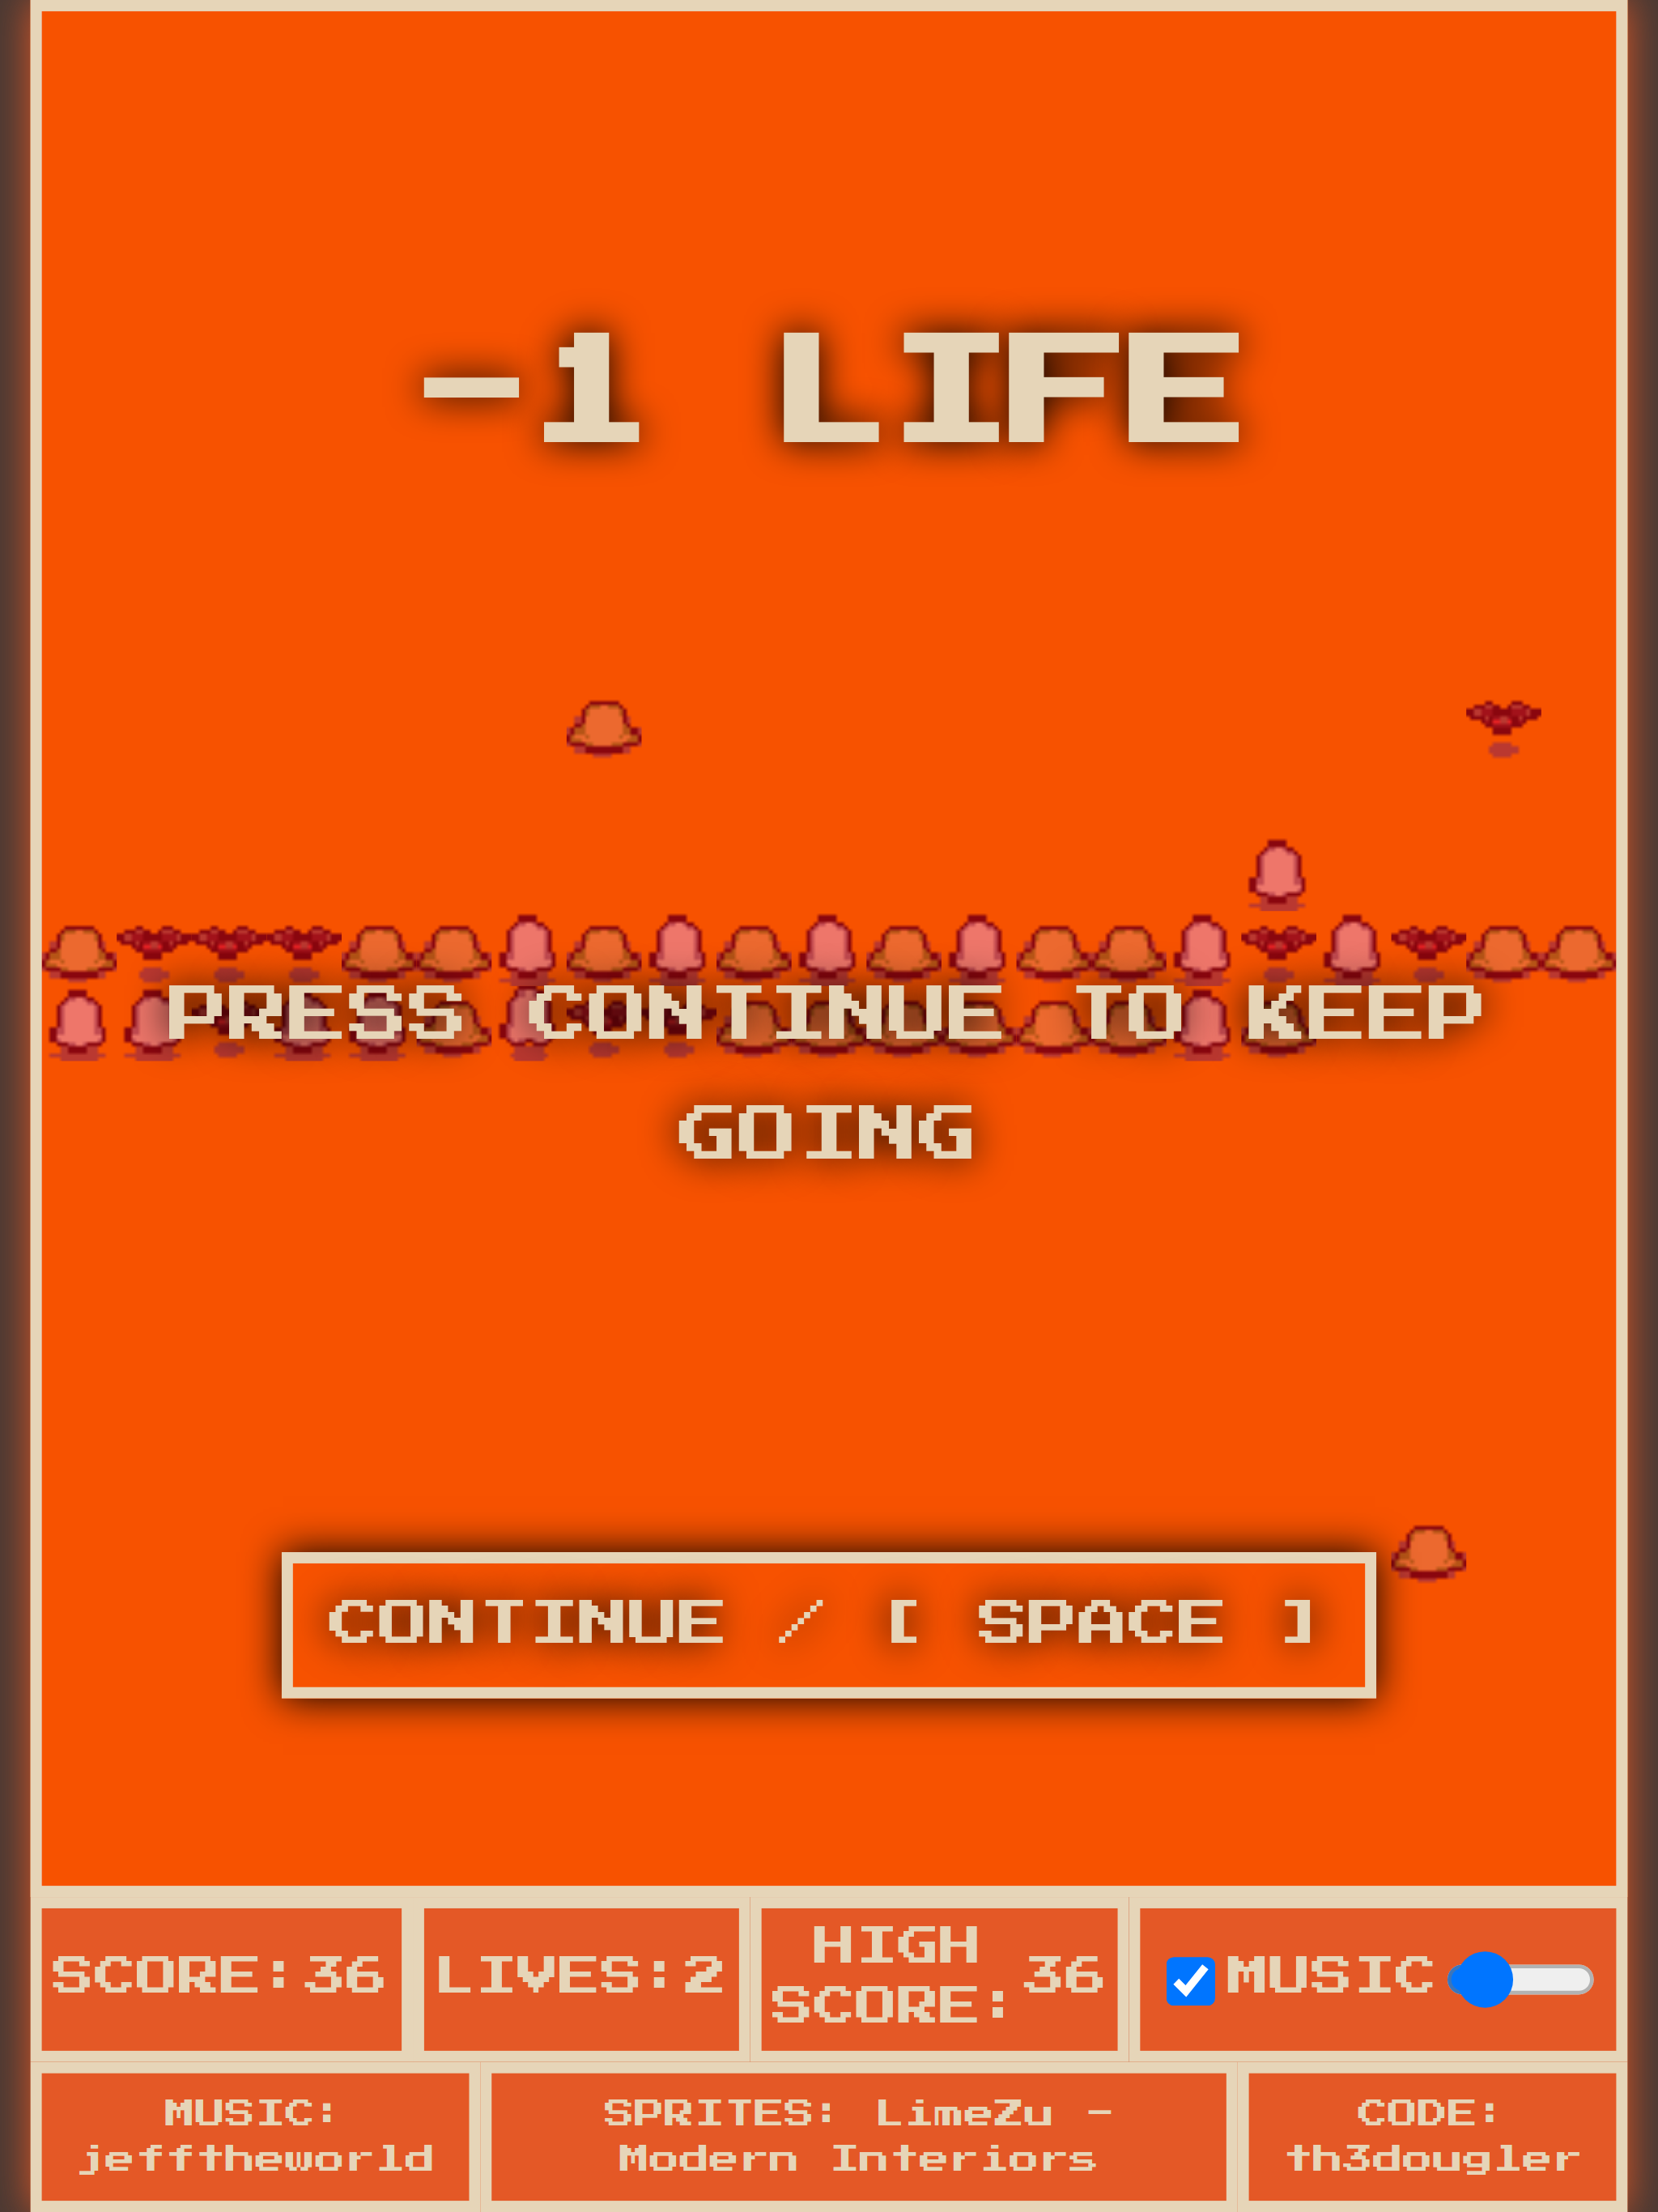 -1 LIFE
PRESS CONTINUE TO KEEP
GOING
CONTINUE / [ SPACE ]
SCORE: 36
LIVES: 2
HIGH
SCORE: 36
MUSIC
MUSIC:
jefftheworld
SPRITES: LimeZu -
Modern Interiors
CODE:
th3dougler